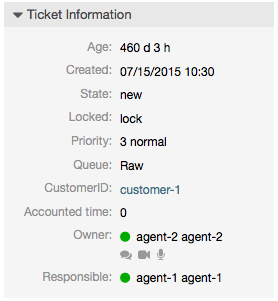 Ticket Information
Age: 460 d 3 h
Created: 07/15/2015 10:30
State: new
Locked: lock
Priority: 3 normal
Queue: Raw
CustomerID: customer-1
Accounted time: 0
Owner: agent-2 agent-2
Responsible: agent-1 agent-1